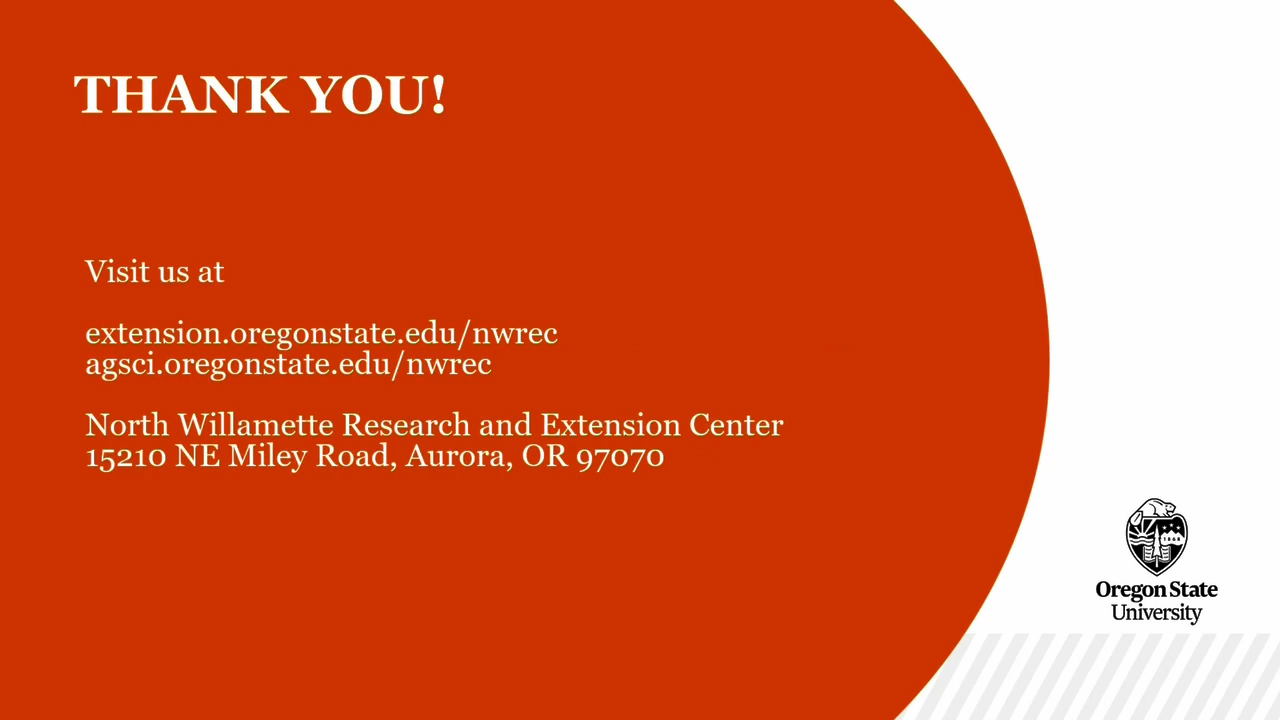 THANK YOU!
Visit us at
extension.oregonstate.edu/nwrec
agsci.oregonstate.edu/nwrec
North Willamette Research and Extension Center
15210 NE Miley Road, Aurora, OR 97070
1868
Oregon State
University